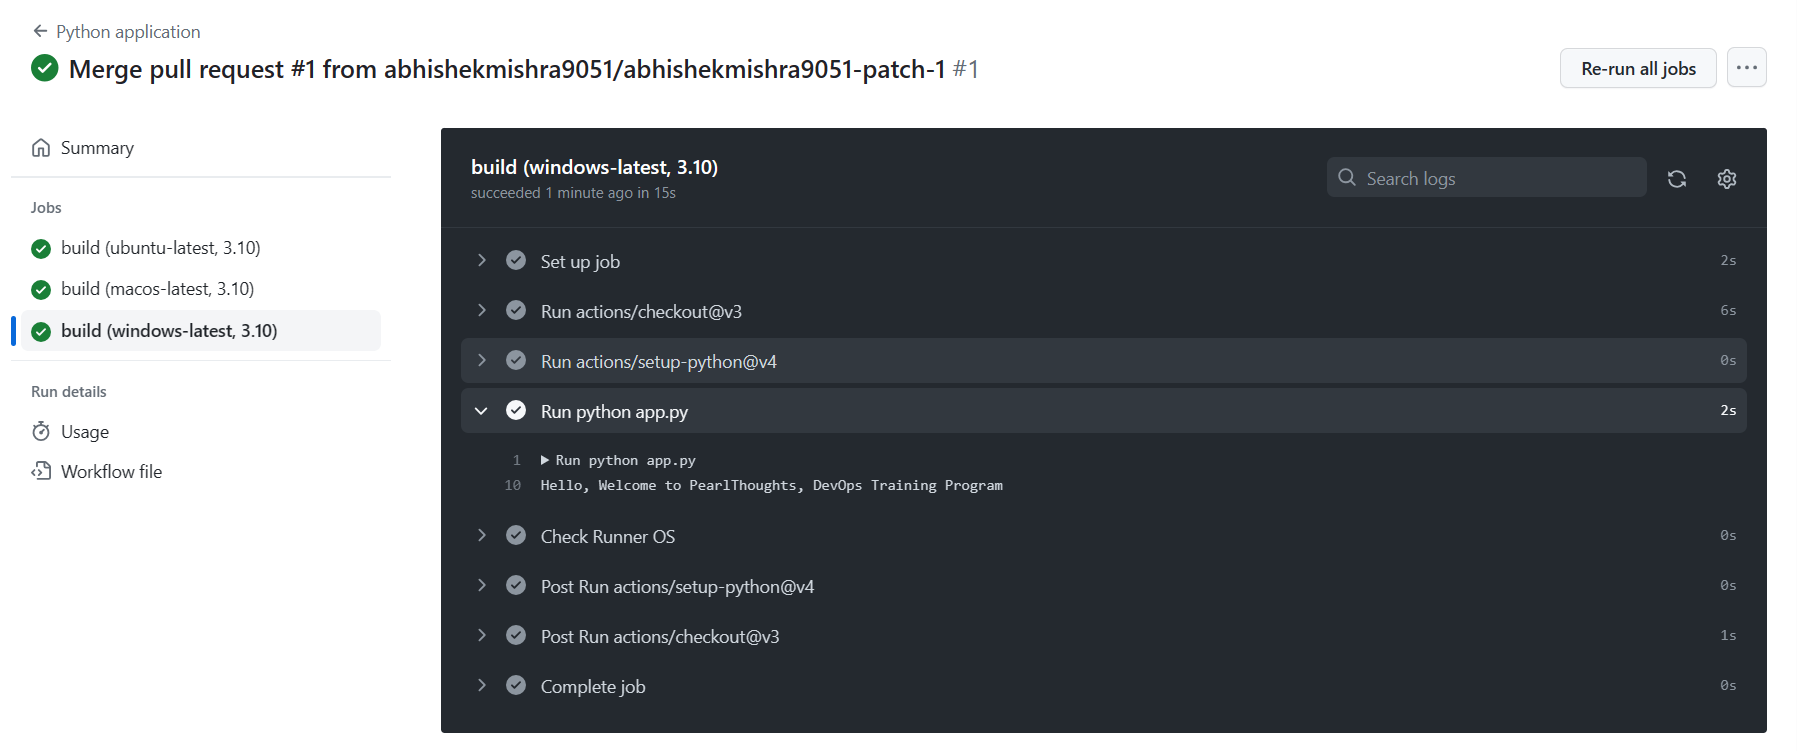 Python application
Merge pull request #1 from abhishekmishra9051/abhishekmishra9051-patch-1 #1
Re-run all jobs
Summary
Jobs
build (ubuntu-latest, 3.10)
build (macos-latest, 3.10)
build (windows-latest, 3.10)
Run details
Usage
Workflow file
build (windows-latest, 3.10)
succeeded 1 minute ago in 15s
Search logs
Set up job 2s
Run actions/checkout@v3 6s
Run actions/setup-python@v4 0s
Run python app.py 2s
1 Run python app.py
10 Hello, Welcome to PearlThoughts, DevOps Training Program
Check Runner OS 0s
Post Run actions/setup-python@v4 0s
Post Run actions/checkout@v3 1s
Complete job 0s